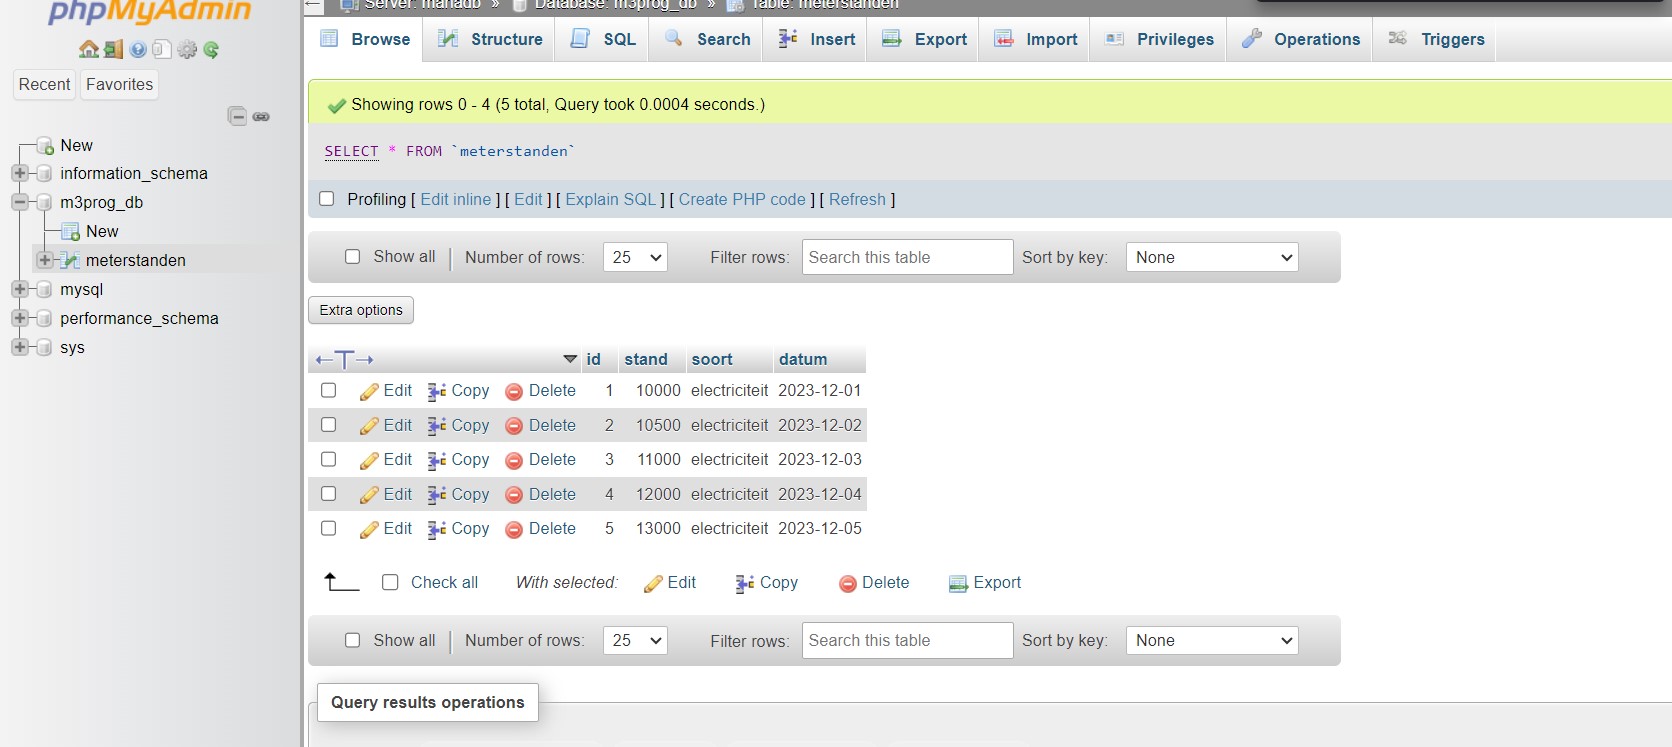 phpMyAdmin
Recent Favorites
New
information_schema
m3prog_db
New
meterstanden
mysql
performance_schema
sys
Server: mariadb » Database: m3prog_db » Table: meterstanden
Browse Structure SQL Search Insert Export Import Privileges Operations Triggers
Showing rows 0 - 4 (5 total, Query took 0.0004 seconds.)
SELECT * FROM `meterstanden`
Profiling [ Edit inline ] [ Edit ] [ Explain SQL ] [ Create PHP code ] [ Refresh ]
Show all | Number of rows: 25 Filter rows: Search this table Sort by key: None
Extra options
←T→ id stand soort datum
Edit Copy Delete 1 10000 electriciteit 2023-12-01
Edit Copy Delete 2 10500 electriciteit 2023-12-02
Edit Copy Delete 3 11000 electriciteit 2023-12-03
Edit Copy Delete 4 12000 electriciteit 2023-12-04
Edit Copy Delete 5 13000 electriciteit 2023-12-05
Check all With selected: Edit Copy Delete Export
Show all | Number of rows: 25 Filter rows: Search this table Sort by key: None
Query results operations